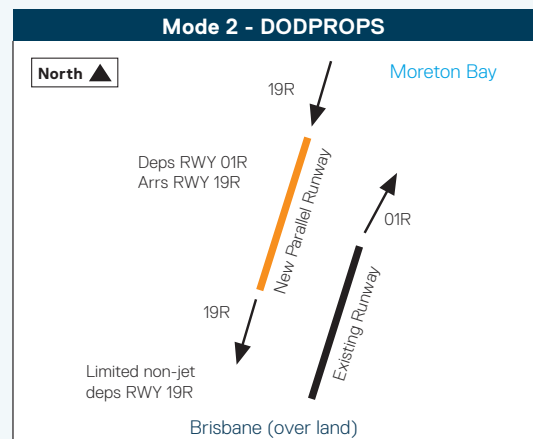 Mode 2 - DODPROPS
North
Moreton Bay
19R
Deps RWY 01R
Arrs RWY 19R
New Parallel Runway
01R
19R
Existing Runway
Limited non-jet
deps RWY 19R
Brisbane (over land)